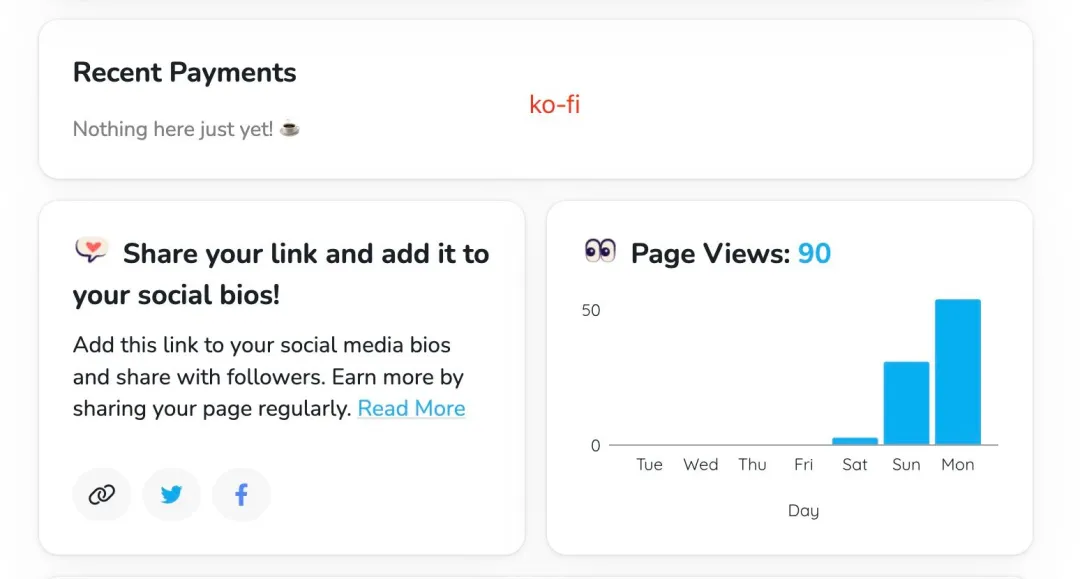 Recent Payments
ko-fi
Nothing here just yet! ☕
Share your link and add it to
your social bios!
Add this link to your social media bios
and share with followers. Earn more by
sharing your page regularly. Read More
Page Views: 90
50
0
Tue Wed Thu Fri Sat Sun Mon
Day